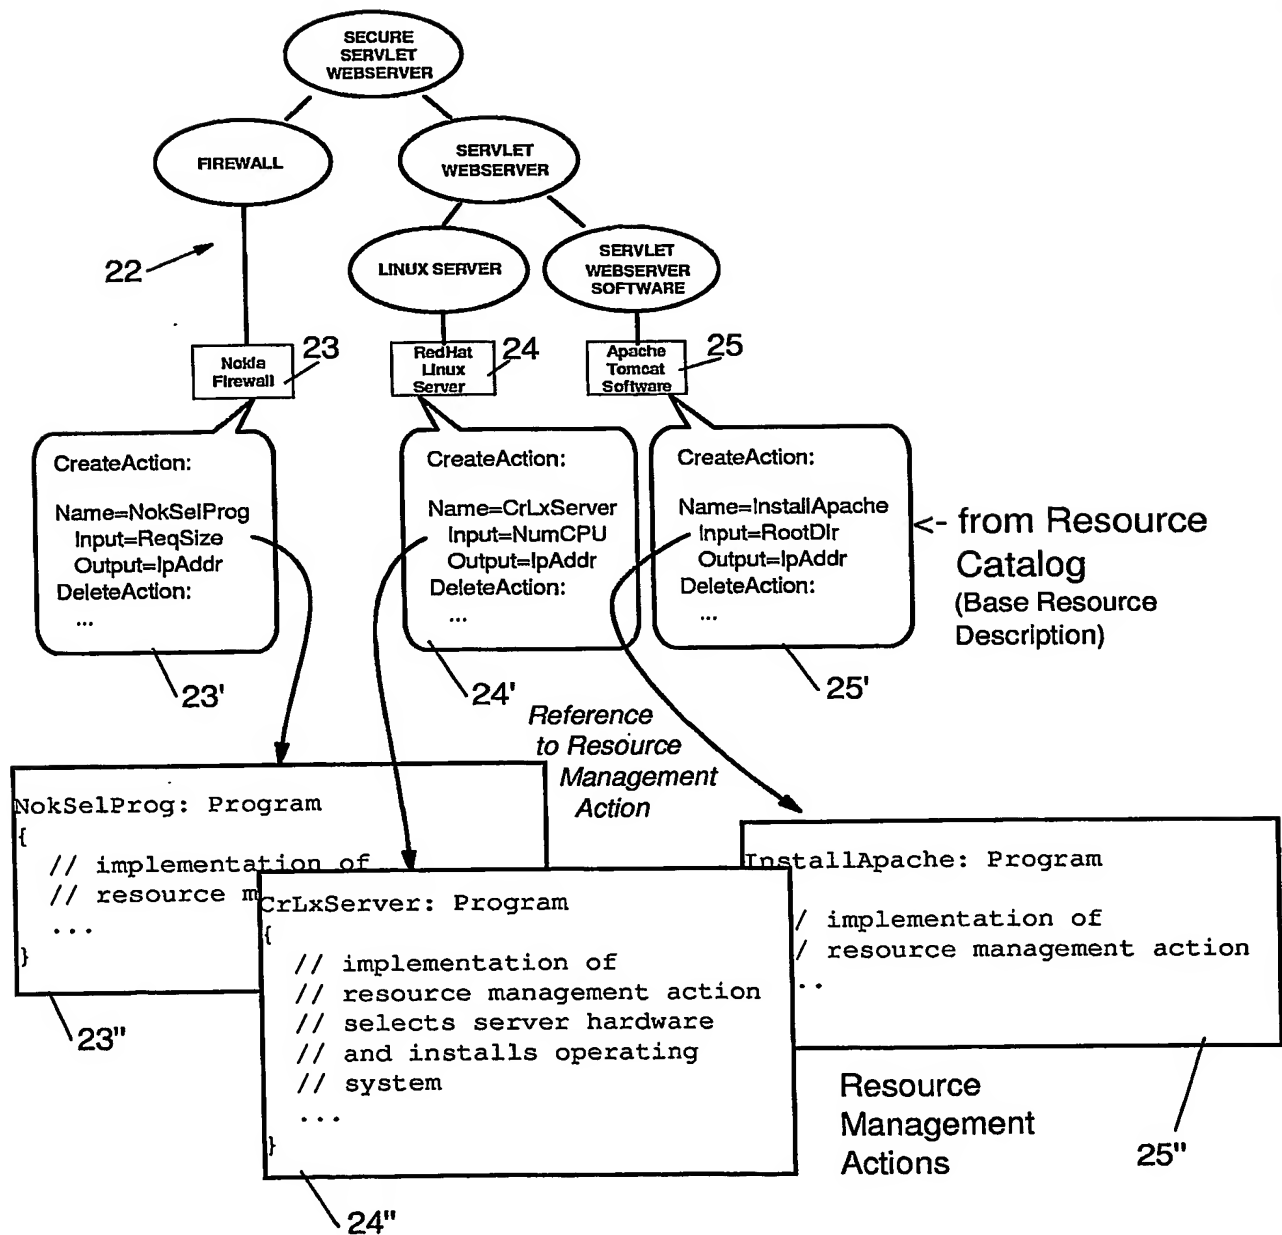 SECURE
SERVLET
WEBSERVER
FIREWALL
SERVLET
WEBSERVER
22
LINUX SERVER
SERVLET
WEBSERVER
SOFTWARE
Nokia
Firewall
23
RedHat
Linux
Server
24
Apache
Tomcat
Software
25
CreateAction:
Name=NokSelProg
Input=ReqSize
Output=IpAddr
DeleteAction:
...
23'
CreateAction:
Name=CrLxServer
Input=NumCPU
Output=IpAddr
DeleteAction:
...
24'
CreateAction:
Name=InstallApache
Input=RootDir
Output=IpAddr
DeleteAction:
...
25'
<- from Resource
Catalog
(Base Resource
Description)
Reference
to Resource
Management
Action
NokSelProg: Program
{
// implementation of
// resource m
...
}
23"
CrLxServer: Program
{
// implementation of
// resource management action
// selects server hardware
// and installs operating
// system
...
}
24"
InstallApache: Program
/ implementation of
/ resource management action
..
25"
Resource
Management
Actions